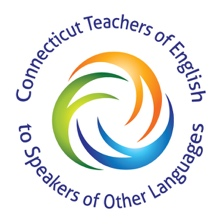 Connecticut Teachers of English
to Speakers of Other Languages